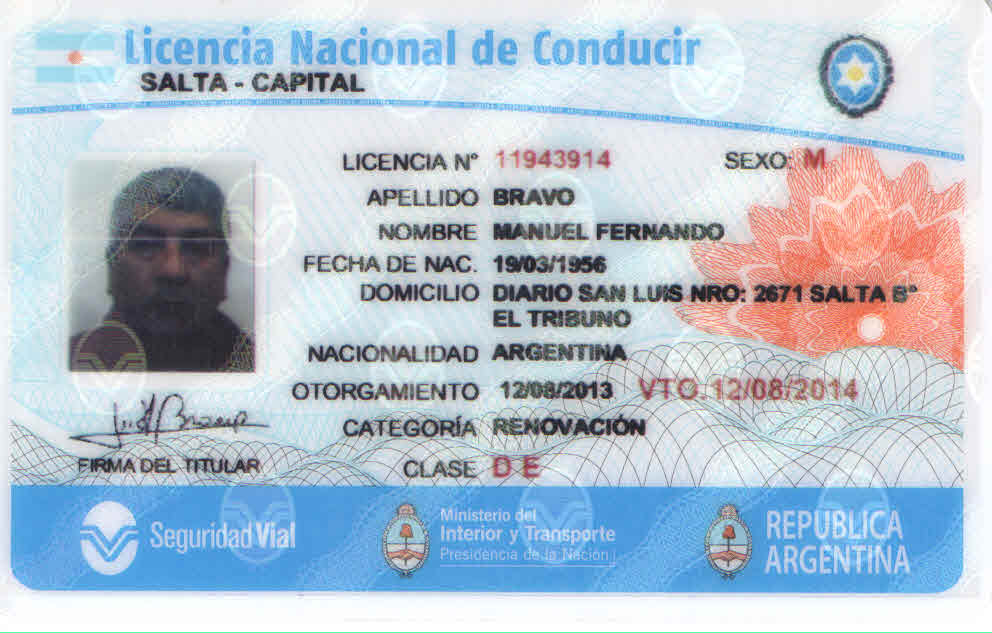 Licencia Nacional de Conducir
SALTA - CAPITAL
LICENCIA Nº 11943914 SEXO: M
APELLIDO BRAVO
NOMBRE MANUEL FERNANDO
FECHA DE NAC. 19/03/1956
DOMICILIO DIARIO SAN LUIS NRO: 2671 SALTA Bº
EL TRIBUNO
NACIONALIDAD ARGENTINA
OTORGAMIENTO 12/08/2013 VTO.12/08/2014
CATEGORÍA RENOVACIÓN
FIRMA DEL TITULAR
CLASE D E
Seguridad Vial
Ministerio del
Interior y Transporte
Presidencia de la Nación
REPUBLICA
ARGENTINA